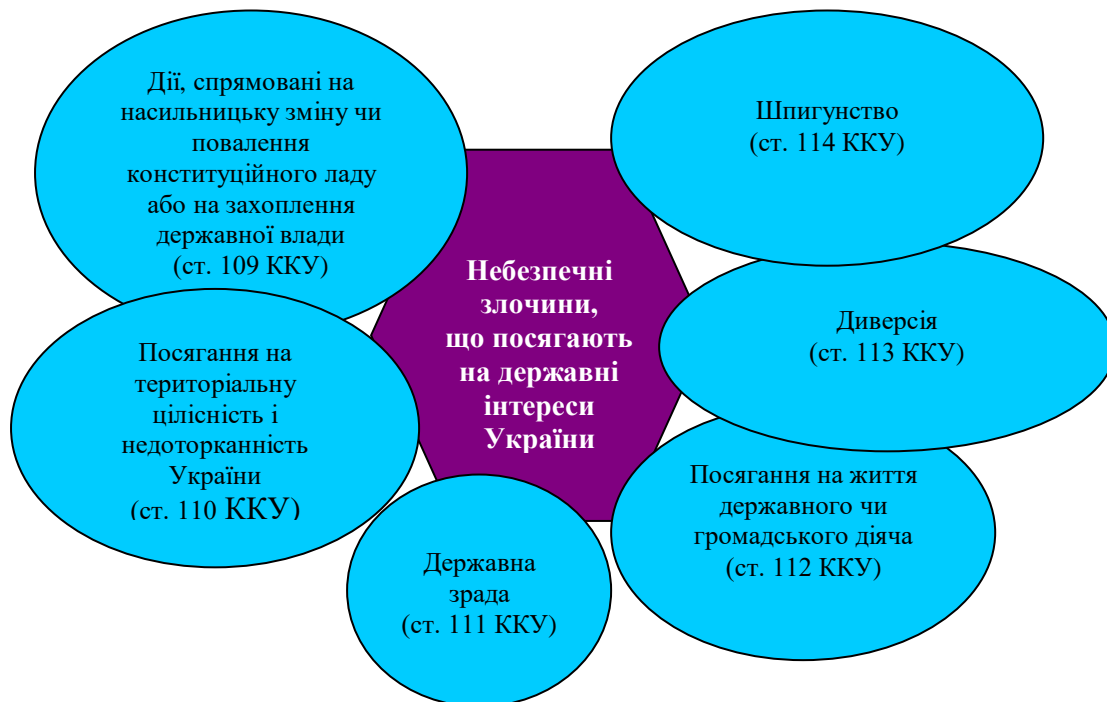 Дії, спрямовані на
насильницьку зміну чи
повалення
конституційного ладу
або на захоплення
державної влади
(ст. 109 ККУ)
Шпигунство
(ст. 114 ККУ)
Небезпечні
злочини,
що посягають
на державні
інтереси
України
Диверсія
(ст. 113 ККУ)
Посягання на
територіальну
цілісність і
недоторканність
України
(ст. 110 ККУ)
Посягання на життя
державного чи
громадського діяча
(ст. 112 ККУ)
Державна
зрада
(ст. 111 ККУ)